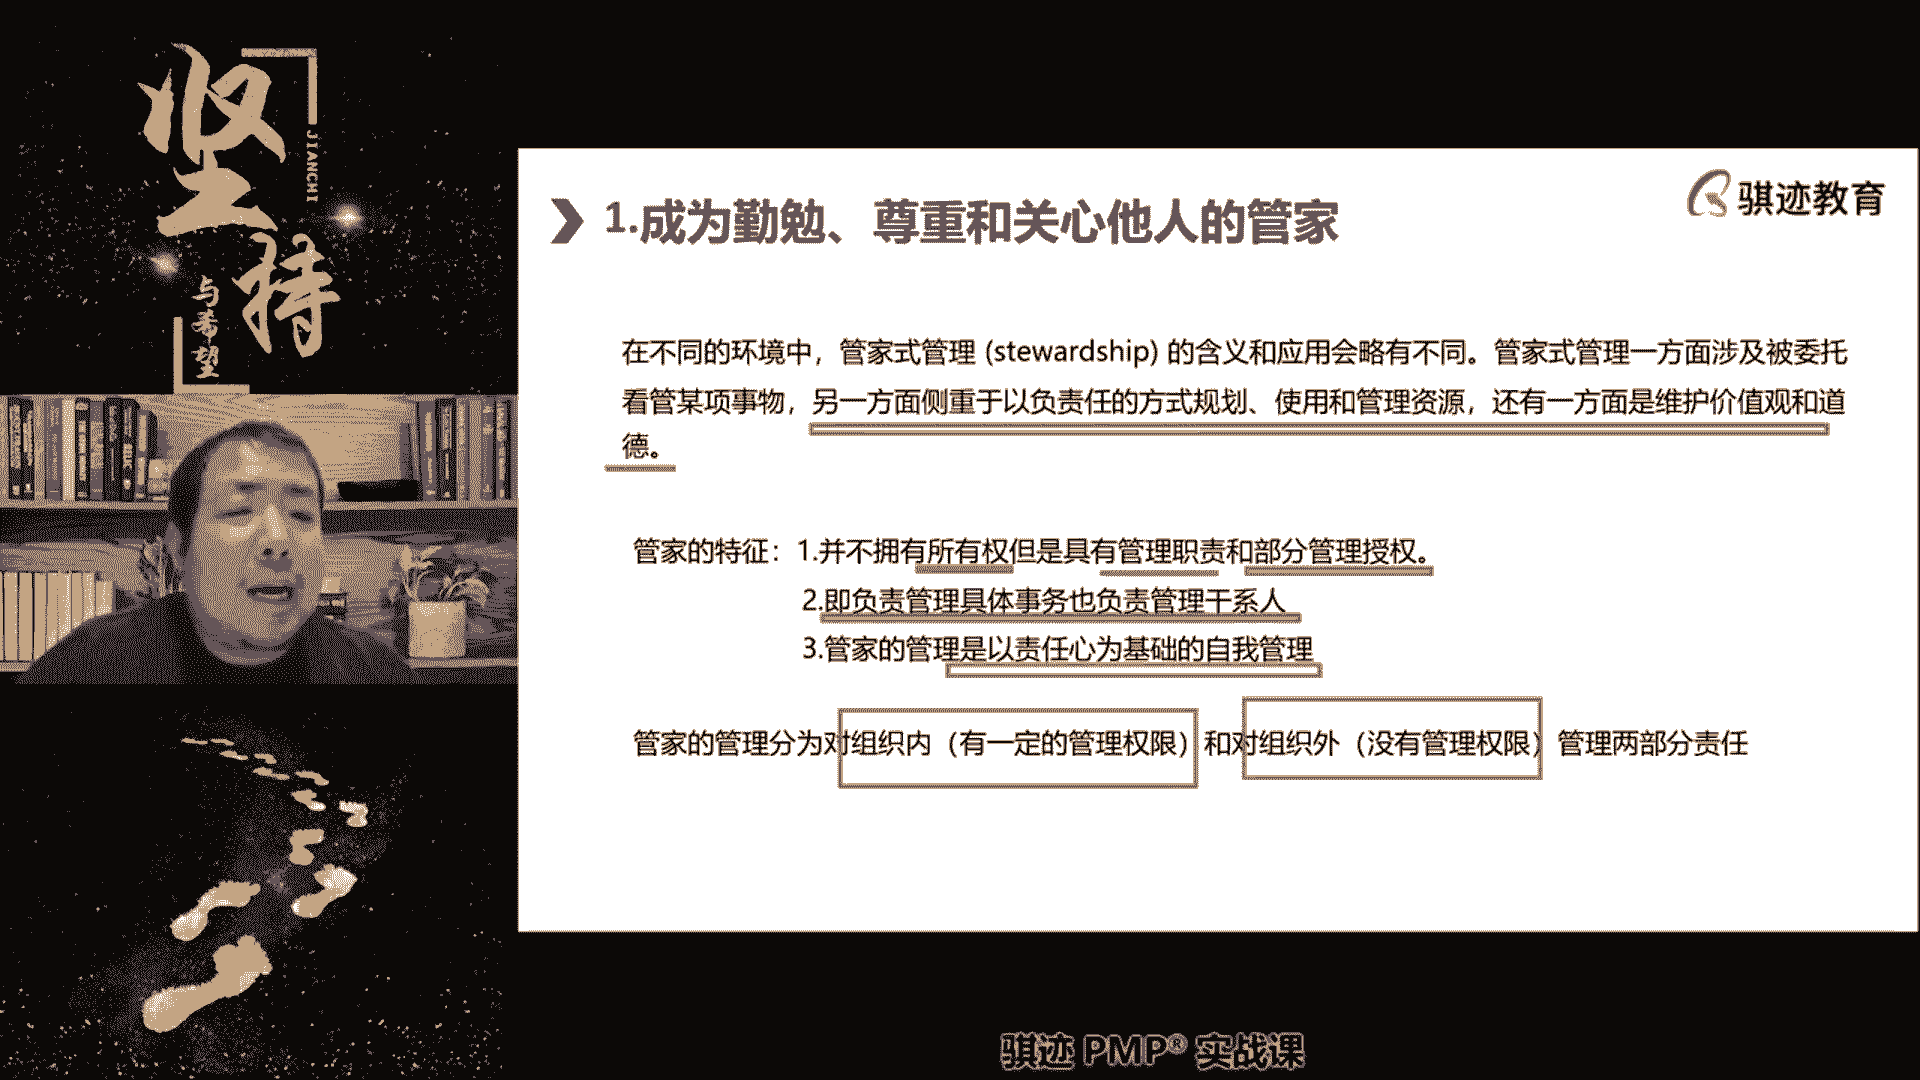 坚持
JIANCHI
与希望
骐迹教育
1.成为勤勉、尊重和关心他人的管家
在不同的环境中，管家式管理 (stewardship) 的含义和应用会略有不同。管家式管理一方面涉及被委托
看管某项事物，另一方面侧重于以负责任的方式规划、使用和管理资源，还有一方面是维护价值观和道
德。
管家的特征：1.并不拥有所有权但是具有管理职责和部分管理授权。
2.即负责管理具体事务也负责管理干系人
3.管家的管理是以责任心为基础的自我管理
管家的管理分为对组织内（有一定的管理权限）和对组织外（没有管理权限）管理两部分责任
骐迹 PMP® 实战课